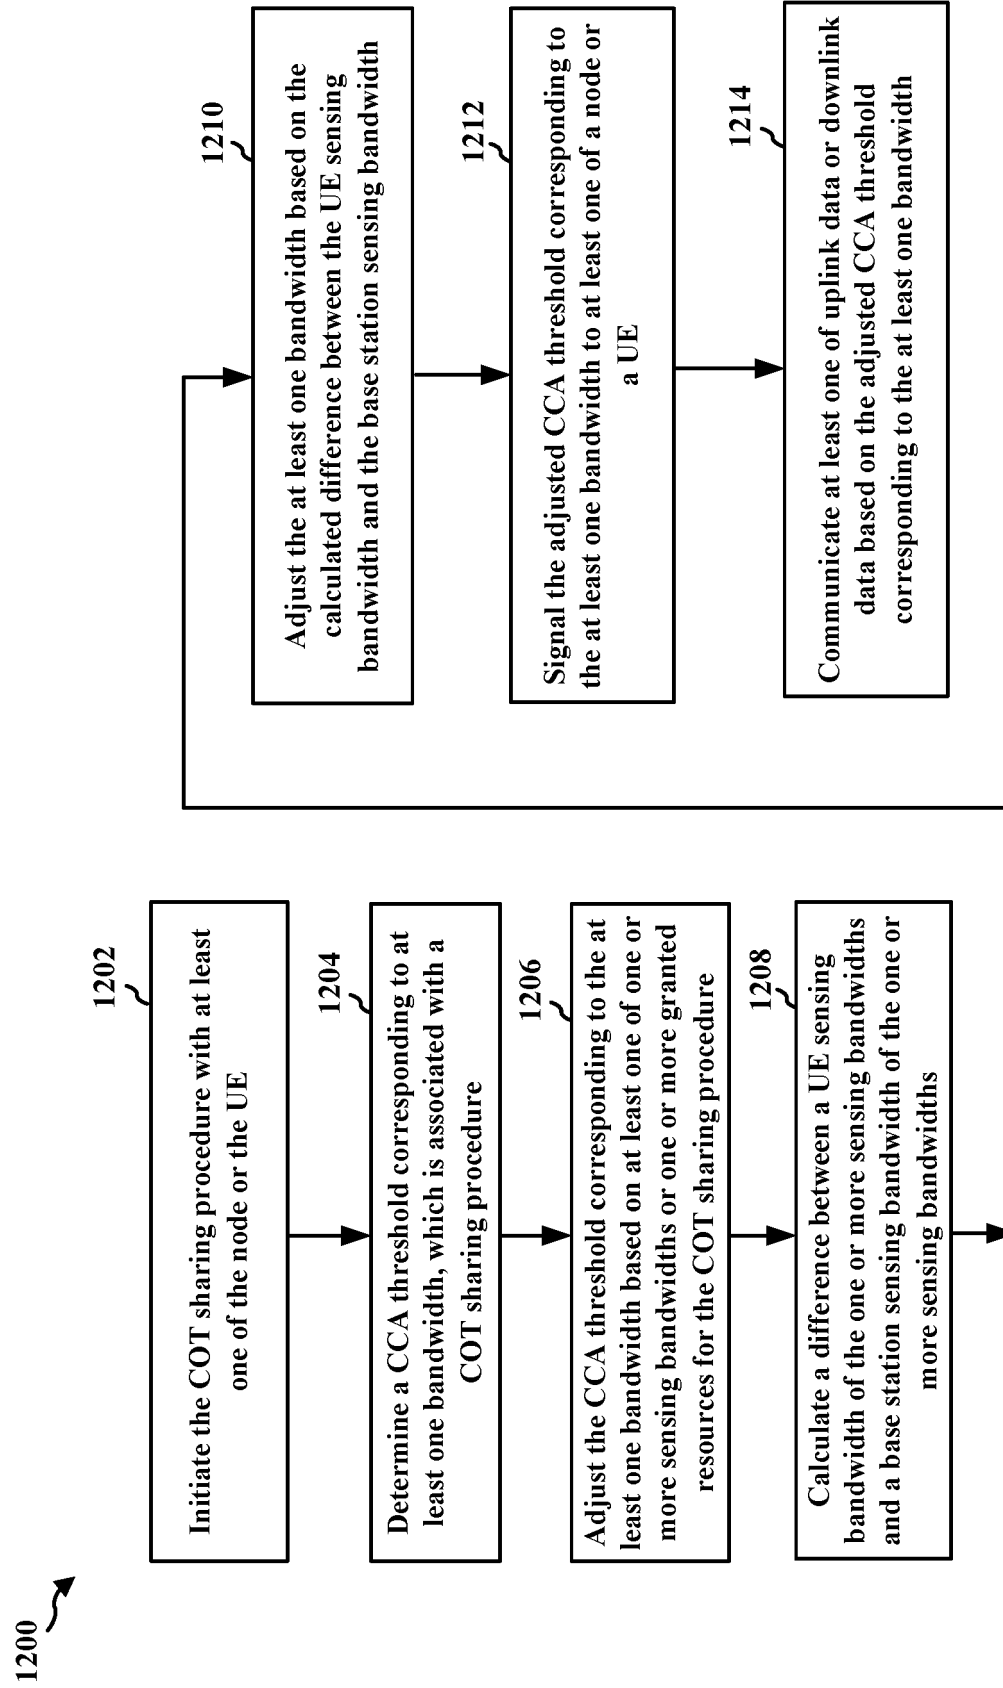 1200
1202
Initiate the COT sharing procedure with at least
one of the node or the UE
1204
Determine a CCA threshold corresponding to at
least one bandwidth, which is associated with a
COT sharing procedure
1206
Adjust the CCA threshold corresponding to the at
least one bandwidth based on at least one of one or
more sensing bandwidths or one or more granted
resources for the COT sharing procedure
1208
Calculate a difference between a UE sensing
bandwidth of the one or more sensing bandwidths
and a base station sensing bandwidth of the one or
more sensing bandwidths
1210
Adjust the at least one bandwidth based on the
calculated difference between the UE sensing
bandwidth and the base station sensing bandwidth
1212
Signal the adjusted CCA threshold corresponding to
the at least one bandwidth to at least one of a node or
a UE
1214
Communicate at least one of uplink data or downlink
data based on the adjusted CCA threshold
corresponding to the at least one bandwidth